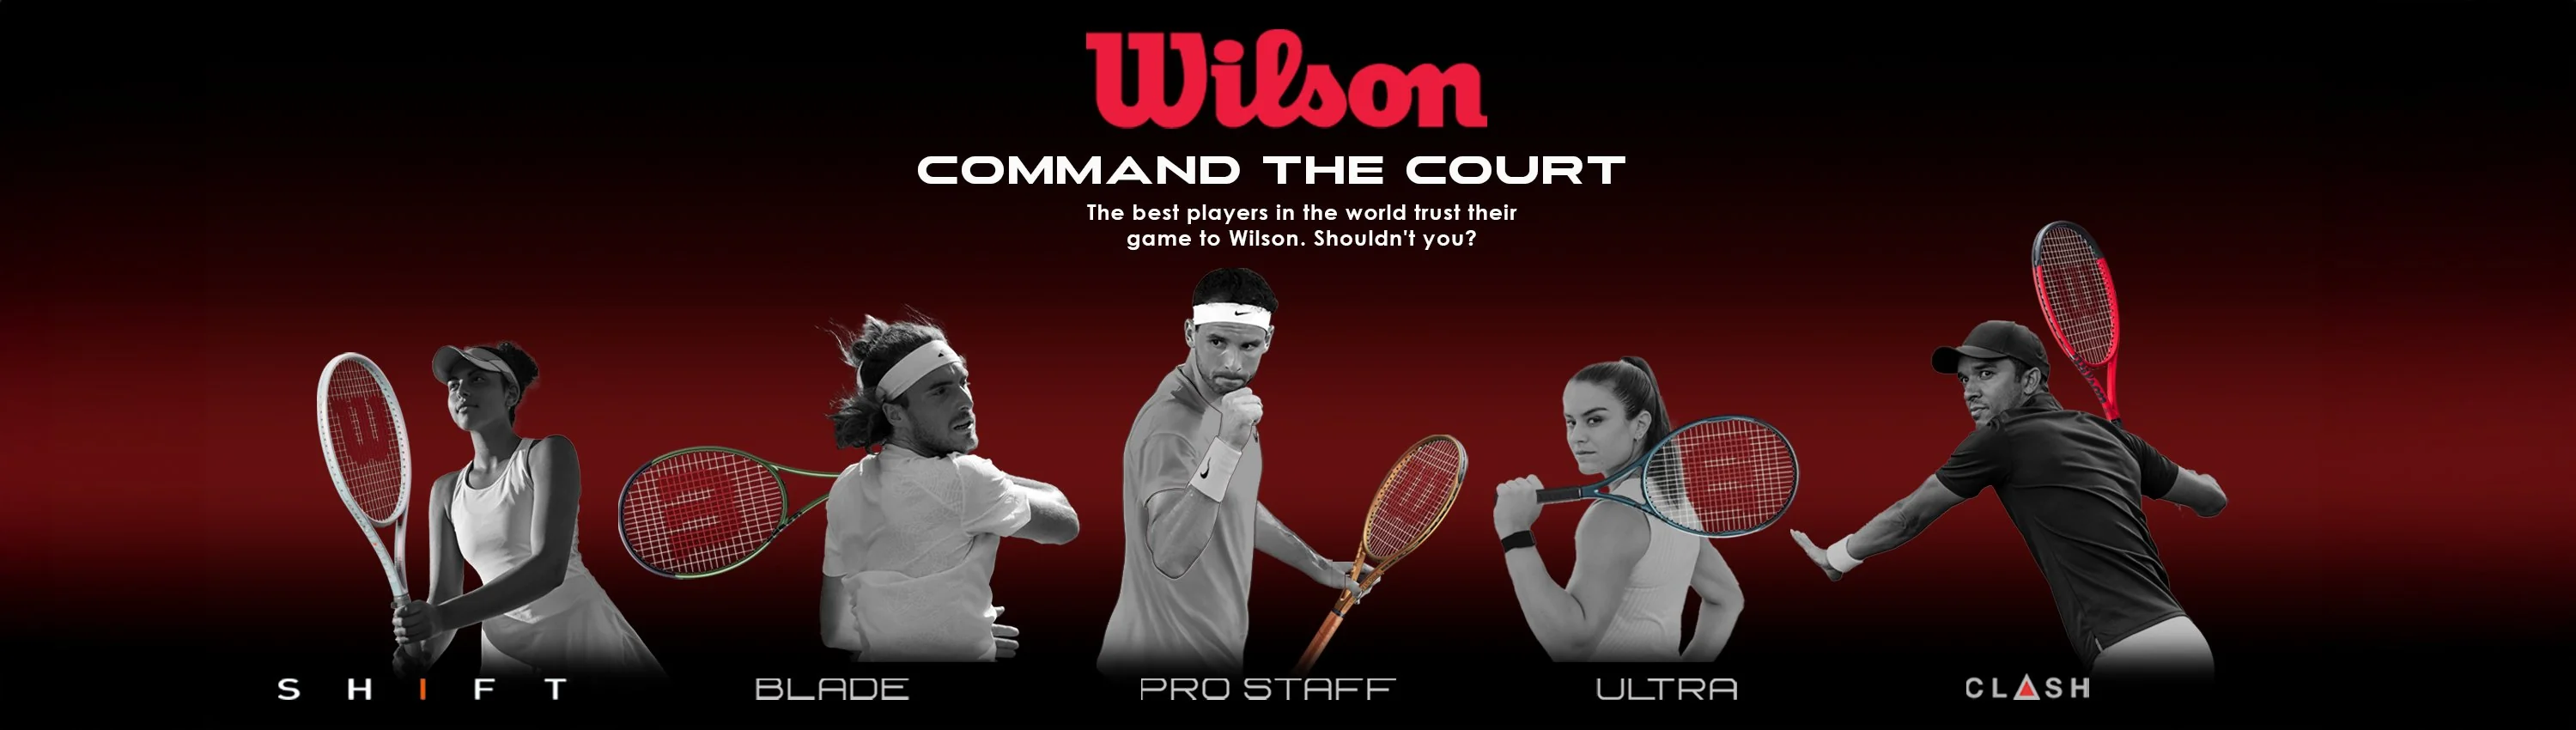 Wilson
COMMAND THE COURT
The best players in the world trust their
game to Wilson. Shouldn't you?
SHIFT
BLADE
PRO STAFF
ULTRA
CLASH